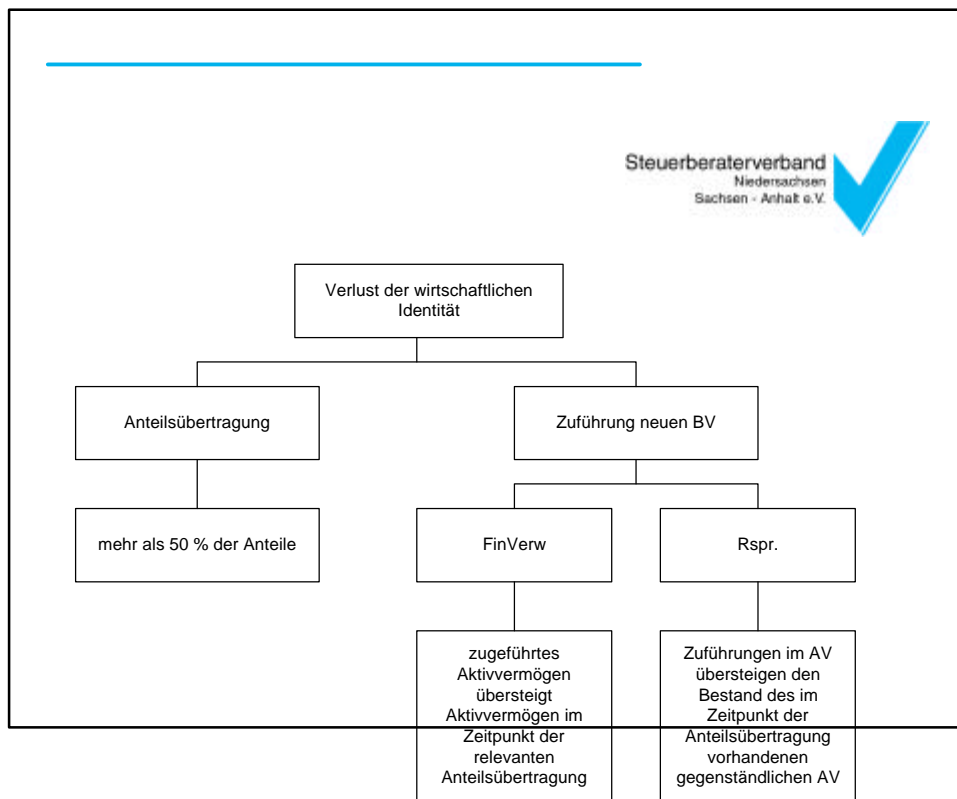 Steuerberaterverband
Niedersachsen
Sachsen - Anhalt e.V.
Verlust der wirtschaftlichen
Identität
Anteilsübertragung
Zuführung neuen BV
mehr als 50 % der Anteile
FinVerw
Rspr.
zugeführtes
Aktivvermögen
übersteigt
Aktivvermögen im
Zeitpunkt der
relevanten
Anteilsübertragung
Zuführungen im AV
übersteigen den
Bestand des im
Zeitpunkt der
Anteilsübertragung
vorhandenen
gegenständlichen AV